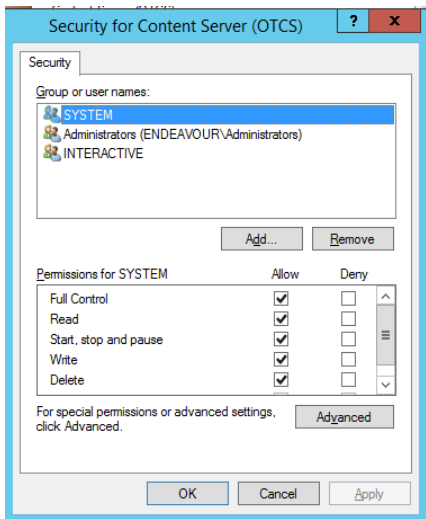 Security for Content Server (OTCS)
?
x
Security
Group or user names:
SYSTEM
Administrators (ENDEAVOUR\Administrators)
INTERACTIVE
Add...
Remove
Permissions for SYSTEM
Allow
Deny
Full Control
Read
Start, stop and pause
Write
Delete
For special permissions or advanced settings,
click Advanced.
Advanced
OK
Cancel
Apply